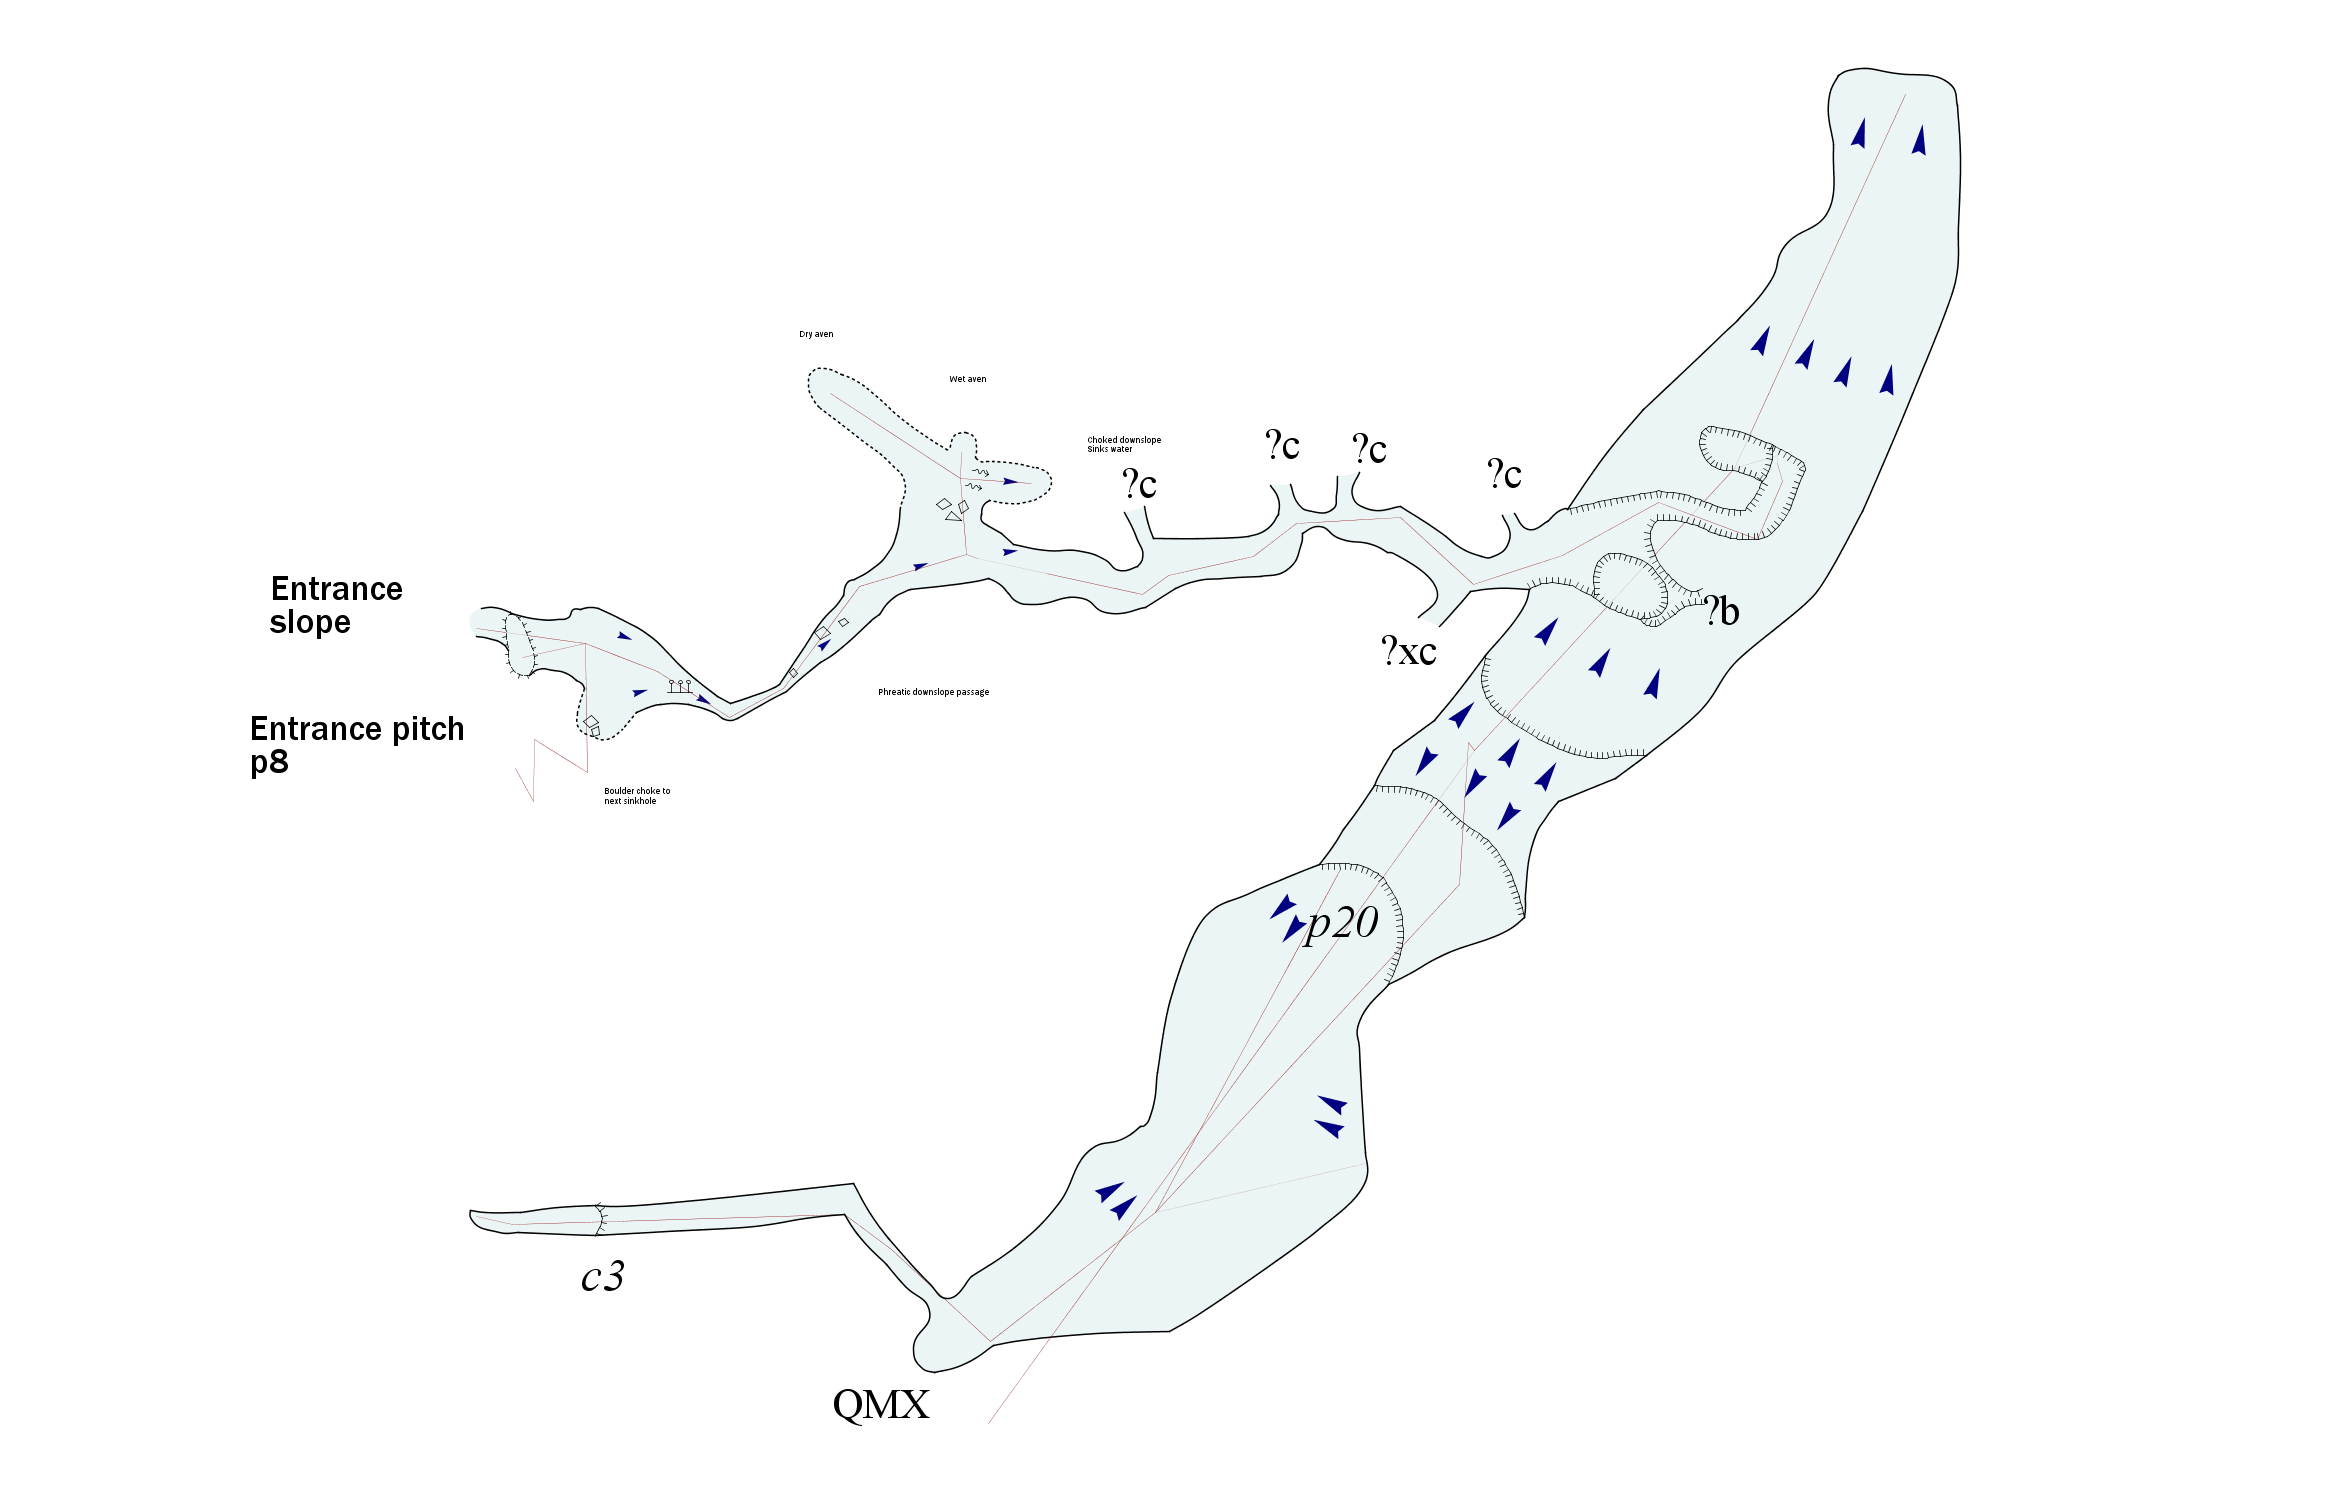 Dry aven
Wet aven
Choked downslope
Sinks water
?c
?c
?c
?c
Entrance
slope
?b
?xc
Phreatic downslope passage
Entrance pitch
p8
Boulder choke to
next sinkhole
p20
c3
QMX